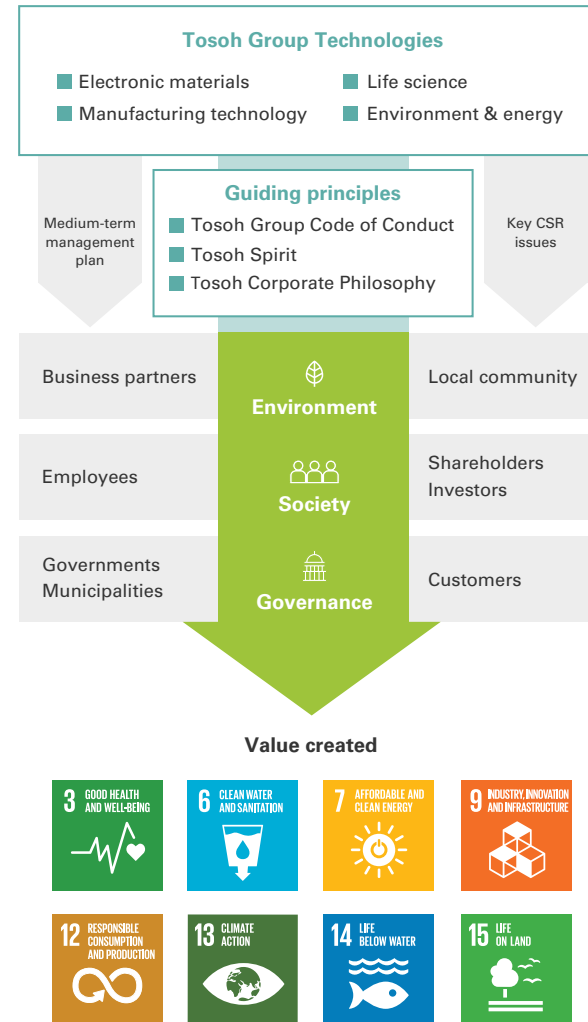 Tosoh Group Technologies
Electronic materials
Life science
Manufacturing technology
Environment & energy
Medium-term
management
plan
Guiding principles
Tosoh Group Code of Conduct
Tosoh Spirit
Tosoh Corporate Philosophy
Key CSR
issues
Business partners
Environment
Local community
Employees
Society
Shareholders
Investors
Governments
Municipalities
Governance
Customers
Value created
3 GOOD HEALTH
AND WELL-BEING
6 CLEAN WATER
AND SANITATION
7 AFFORDABLE AND
CLEAN ENERGY
9 INDUSTRY, INNOVATION
AND INFRASTRUCTURE
12 RESPONSIBLE
CONSUMPTION
AND PRODUCTION
13 CLIMATE
ACTION
14 LIFE
BELOW WATER
15 LIFE
ON LAND